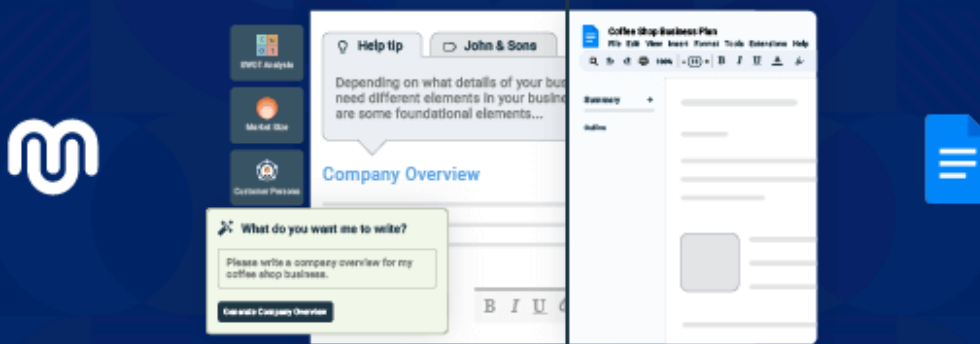 SWOT Analysis
Market Size
Customer Persona
Help tip
John & Sons
Depending on what details of your bus
need different elements in your busine
are some foundational elements...
Company Overview
What do you want me to write?
Please write a company overview for my
coffee shop business.
Generate Company Overview
B I U
Coffee Shop Business Plan
File Edit View Insert Format Tools Extensions Help
100% - 11 + B I U A
Summary +
Outline